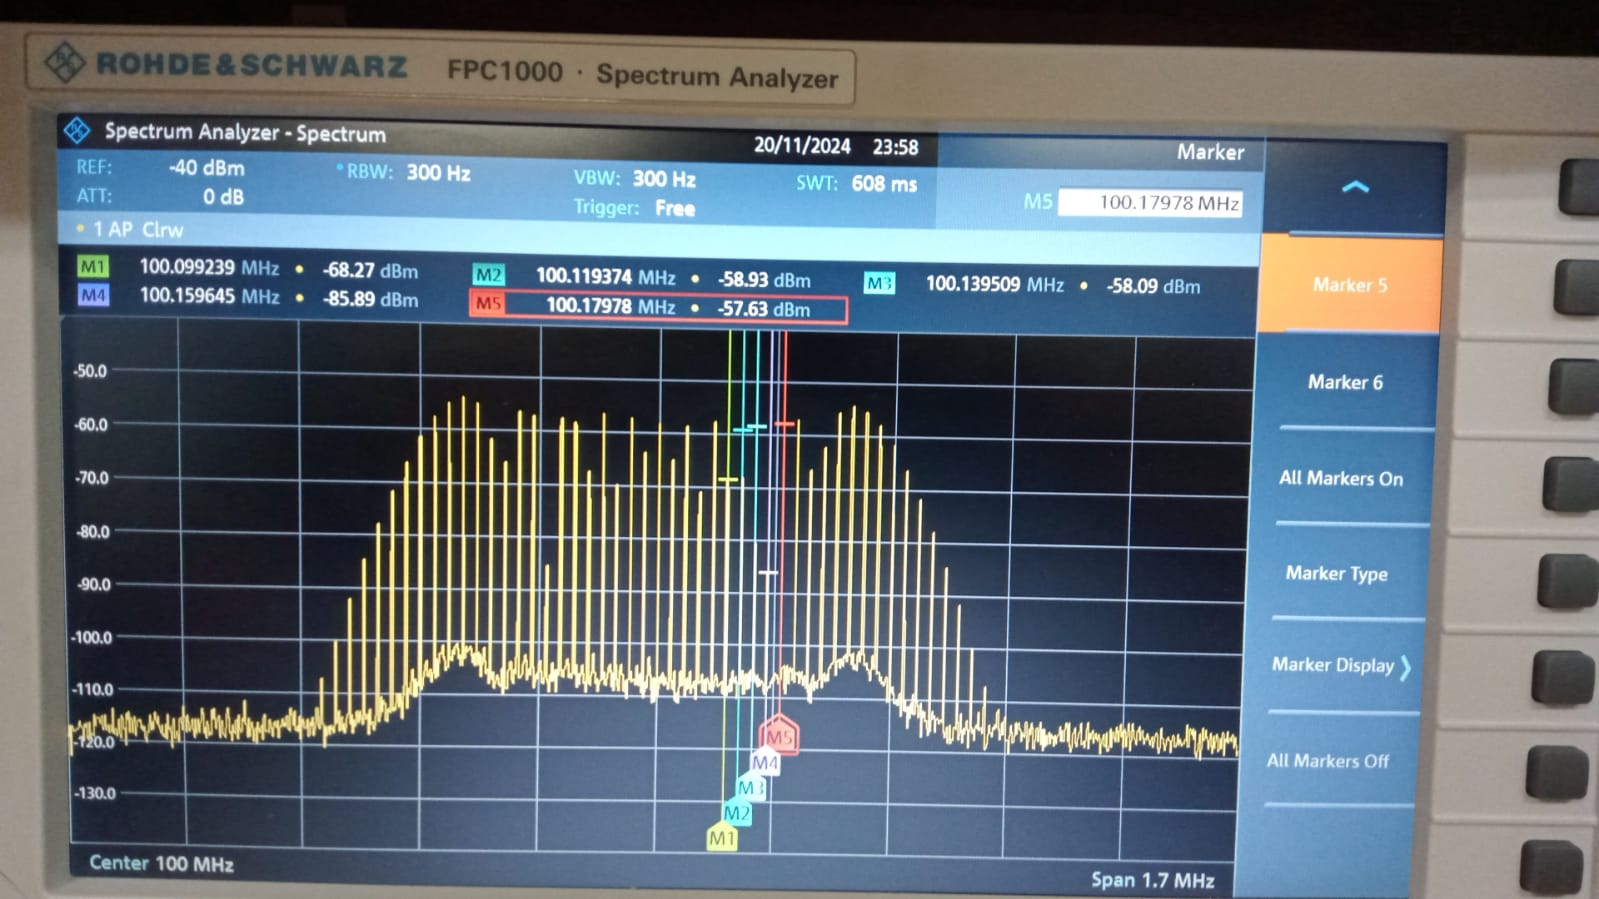 ROHDE & SCHWARZ FPC1000 · Spectrum Analyzer
Spectrum Analyzer - Spectrum 20/11/2024 23:58 Marker
REF: -40 dBm RBW: 300 Hz VBW: 300 Hz SWT: 608 ms
ATT: 0 dB Trigger: Free M5 100.17978 MHz
1 AP Clrw
M1 100.099239 MHz -68.27 dBm M2 100.119374 MHz -58.93 dBm M3 100.139509 MHz -58.09 dBm
M4 100.159645 MHz -85.89 dBm M5 100.17978 MHz -57.63 dBm
-50.0
-60.0
-70.0
-80.0
-90.0
-100.0
-110.0
-120.0
-130.0
M5
M4
M3
M2
M1
Center 100 MHz Span 1.7 MHz
Marker 5
Marker 6
All Markers On
Marker Type
Marker Display
All Markers Off